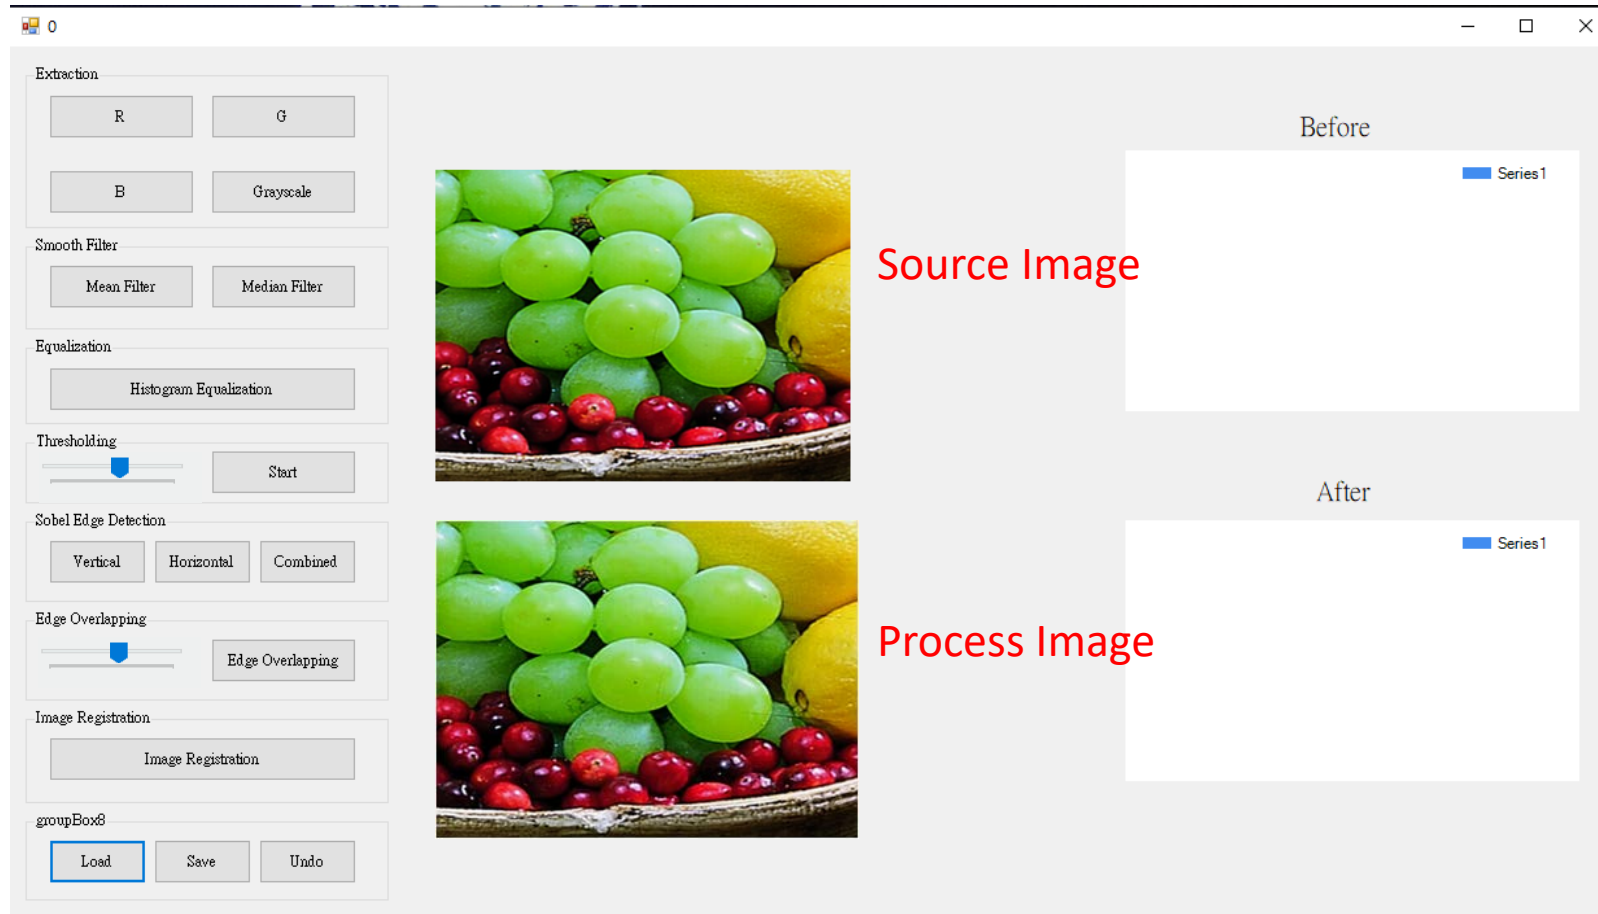 0
Extraction
R
G
B
Grayscale
Smooth Filter
Mean Filter
Median Filter
Equalization
Histogram Equalization
Thresholding
Start
Sobel Edge Detection
Vertical
Horizontal
Combined
Edge Overlapping
Edge Overlapping
Image Registration
Image Registration
groupBox8
Load
Save
Undo
Source Image
Process Image
Before
Series1
After
Series1